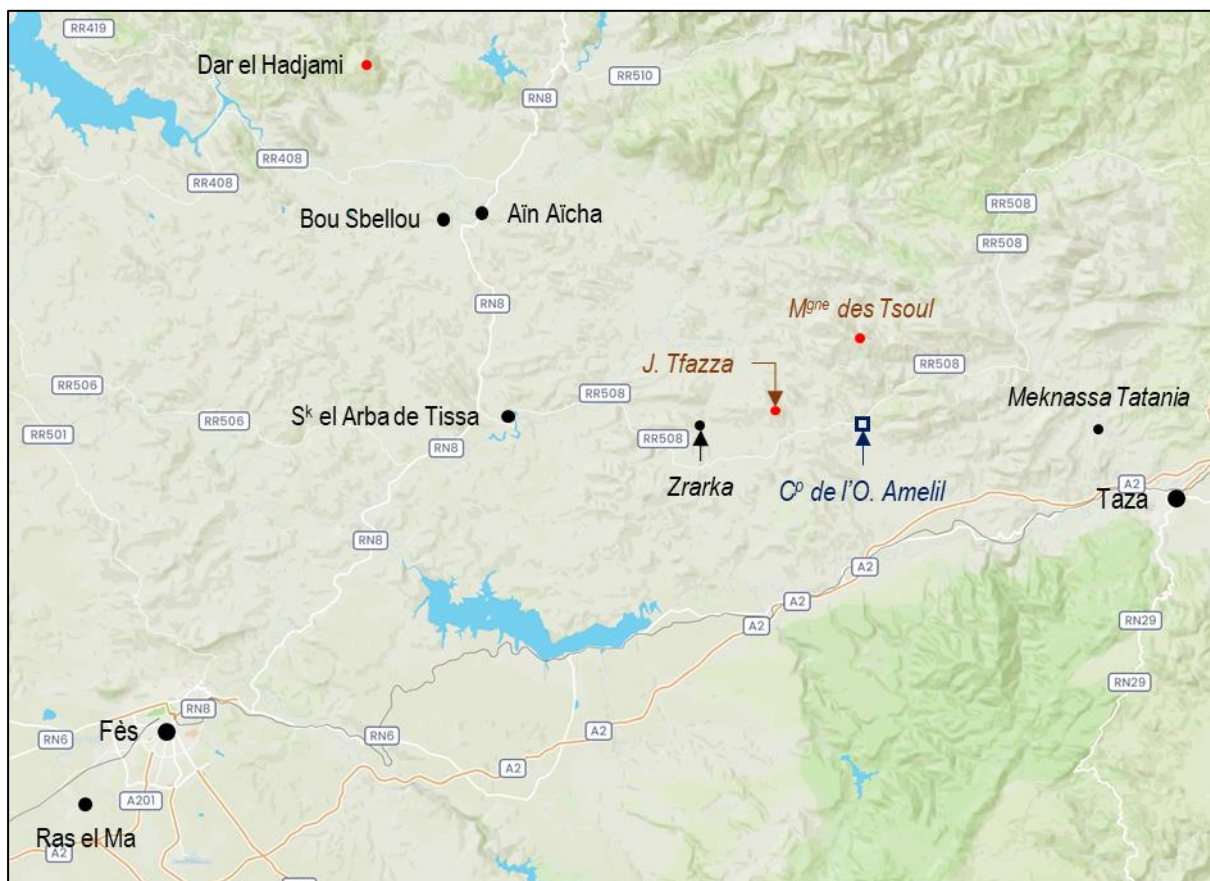 RR419
Dar el Hadjami
RR510
RN8
RR408
RR408
RR508
Bou Sbellou
Aïn Aïcha
RR508
RN8
Mgne des Tsoul
J. Tfazza
RR508
RR506
RR508
Meknassa Tatania
RR506
Sk el Arba de Tissa
RR501
RN8
RR508
Zrarka
Cp de l'O. Amelil
A2
Taza
RN8
A2
A2
A2
RN29
RN29
RN8
Fès
RN6
RN6
A2
A201
Ras el Ma
A2